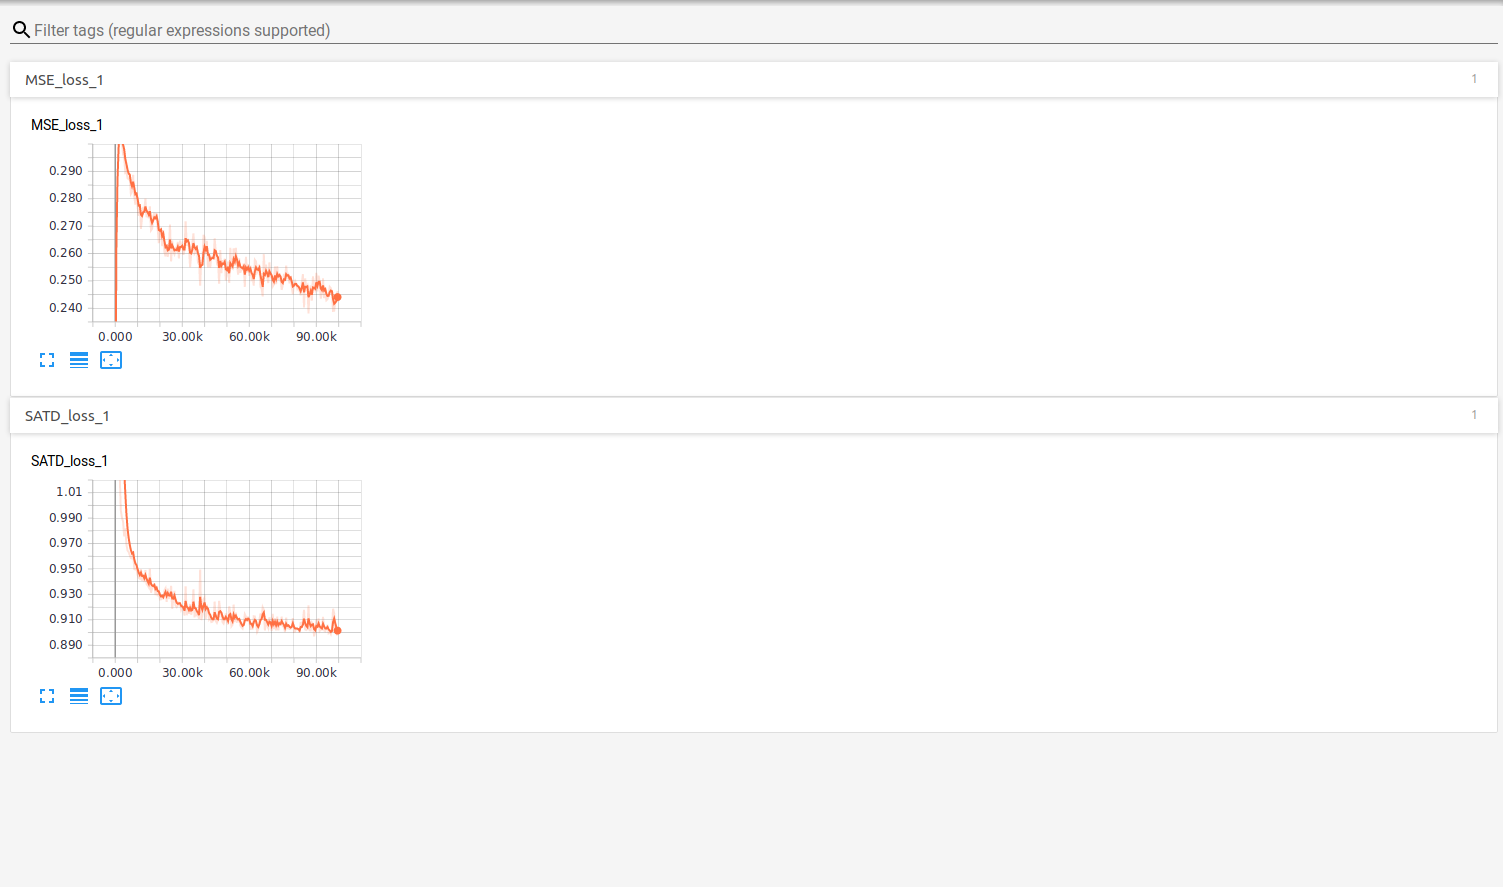 Filter tags (regular expressions supported)
MSE_loss_1 1
MSE_loss_1
0.290
0.280
0.270
0.260
0.250
0.240
0.000 30.00k 60.00k 90.00k
SATD_loss_1 1
SATD_loss_1
1.01
0.990
0.970
0.950
0.930
0.910
0.890
0.000 30.00k 60.00k 90.00k